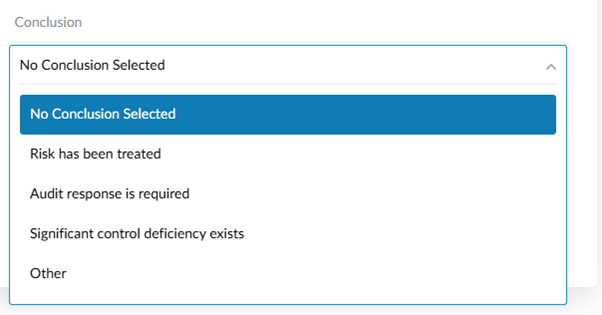 Conclusion
No Conclusion Selected
No Conclusion Selected
Risk has been treated
Audit response is required
Significant control deficiency exists
Other